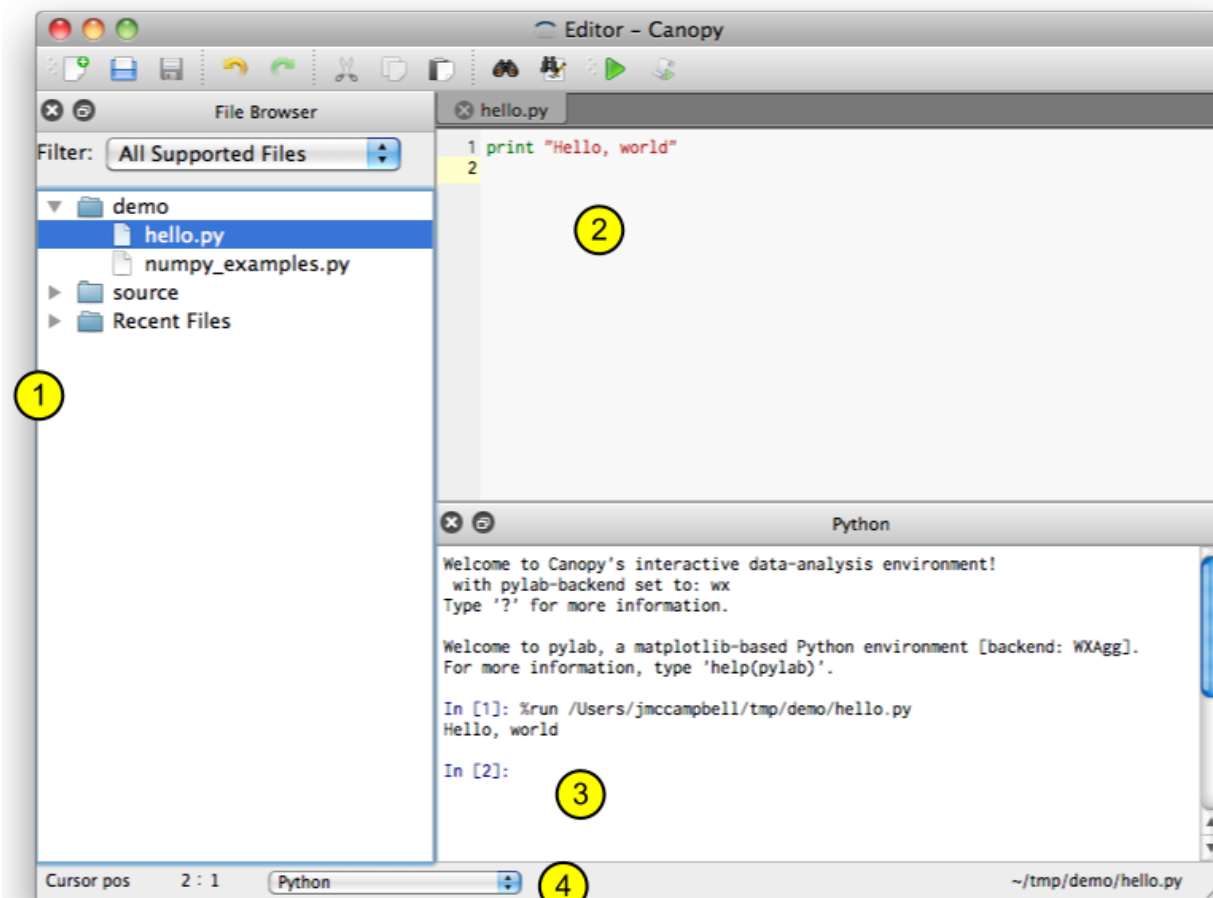 Editor – Canopy
File Browser
Filter: All Supported Files
demo
hello.py
numpy_examples.py
source
Recent Files
1
hello.py
1 print "Hello, world"
2
2
Python
Welcome to Canopy's interactive data-analysis environment!
with pylab-backend set to: wx
Type '?' for more information.
Welcome to pylab, a matplotlib-based Python environment [backend: WXAgg].
For more information, type 'help(pylab)'.
In [1]: %run /Users/jmccampbell/tmp/demo/hello.py
Hello, world
In [2]:
3
Cursor pos 2 : 1 Python 4 ~/tmp/demo/hello.py